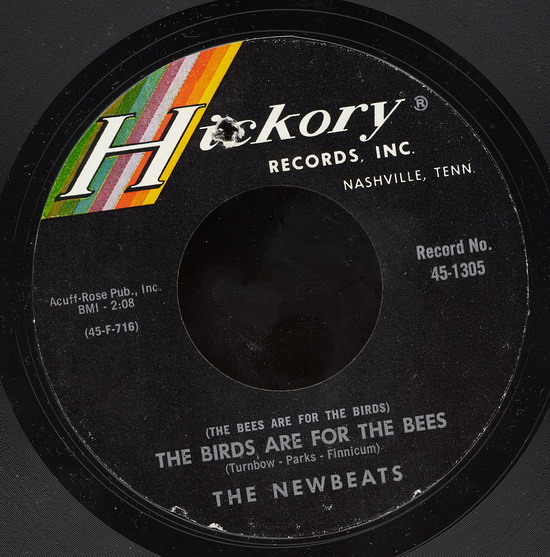 Hickory ®
RECORDS, INC.
NASHVILLE, TENN.
Record No.
45-1305
Acuff-Rose Pub., Inc.
BMI - 2:08
(45-F-716)
(THE BEES ARE FOR THE BIRDS)
THE BIRDS ARE FOR THE BEES
(Turnbow - Parks - Finnicum)
THE NEWBEATS